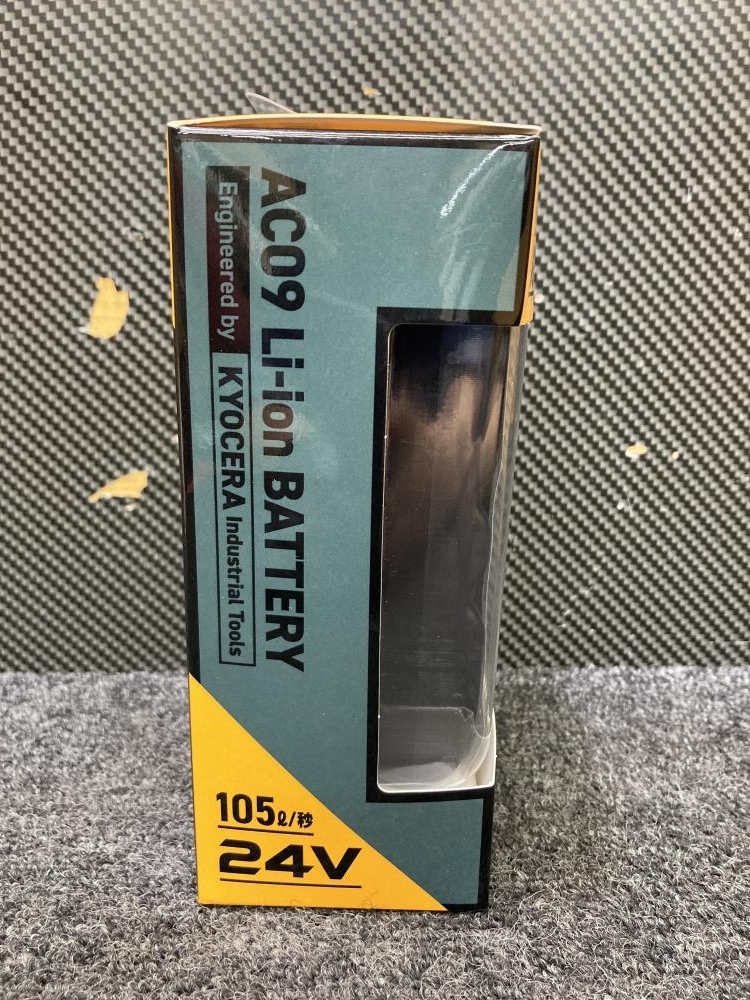 AC09 Li-ion BATTERY
Engineered by KYOCERA Industrial Tools
105ℓ/秒
24V